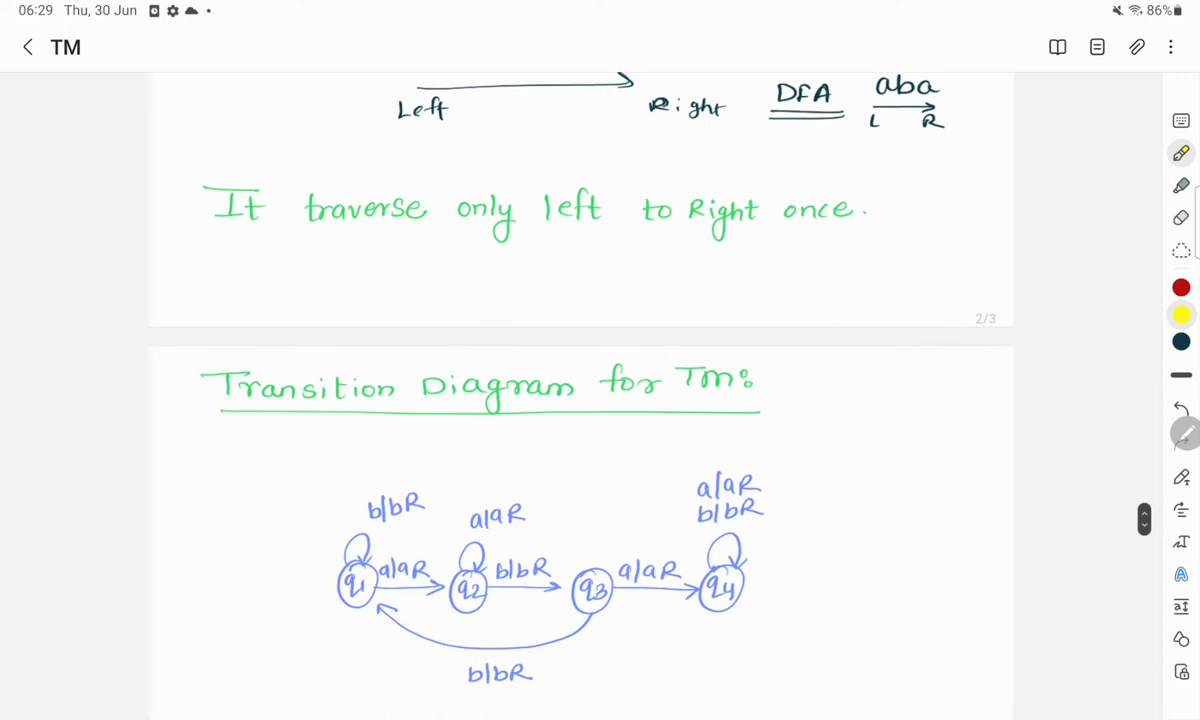 06:29 Thu, 30 Jun 86%
TM
Left Right DFA aba
L R
It traverse only left to Right once.
2/3
Transition Diagram for TM:
a/aR
b/bR a/aR b/bR
q1 a/aR q2 b/bR q3 a/aR q4
b/bR